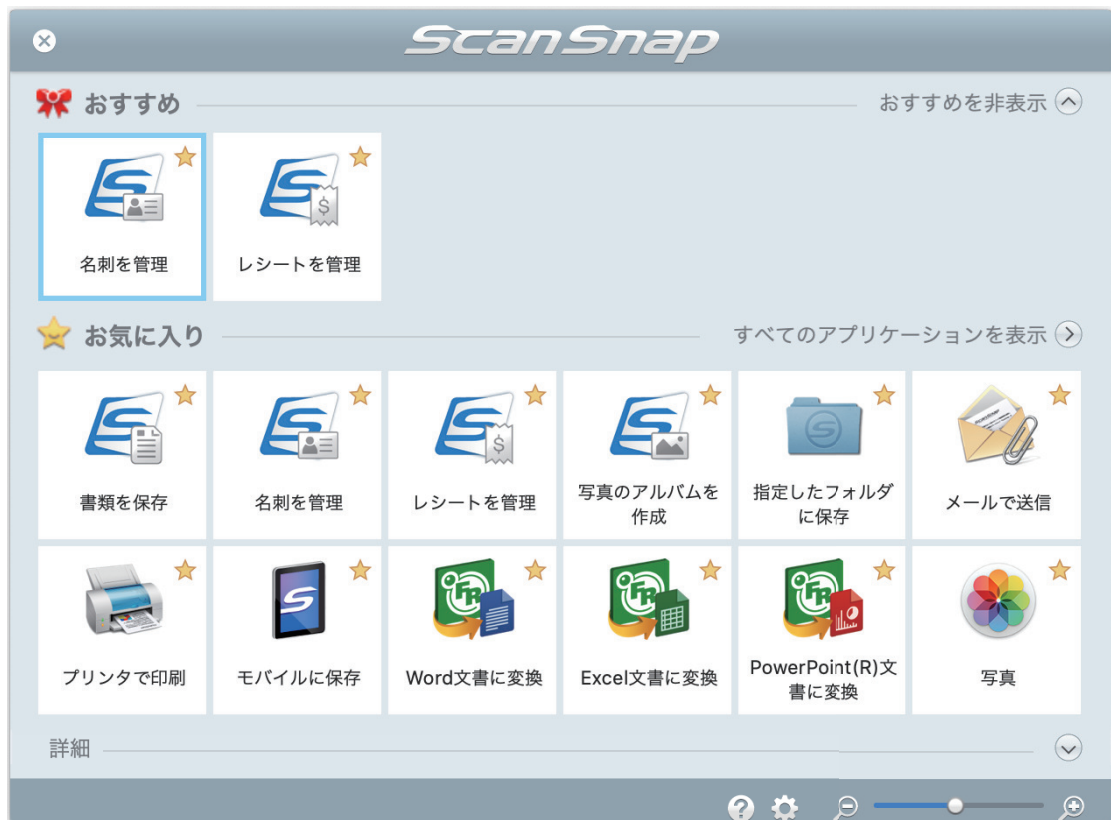 ScanSnap
おすすめ
おすすめを非表示
名刺を管理
レシートを管理
お気に入り
すべてのアプリケーションを表示
書類を保存
名刺を管理
レシートを管理
写真のアルバムを
作成
指定したフォルダ
に保存
メールで送信
プリンタで印刷
モバイルに保存
Word文書に変換
Excel文書に変換
PowerPoint(R)文
書に変換
写真
詳細